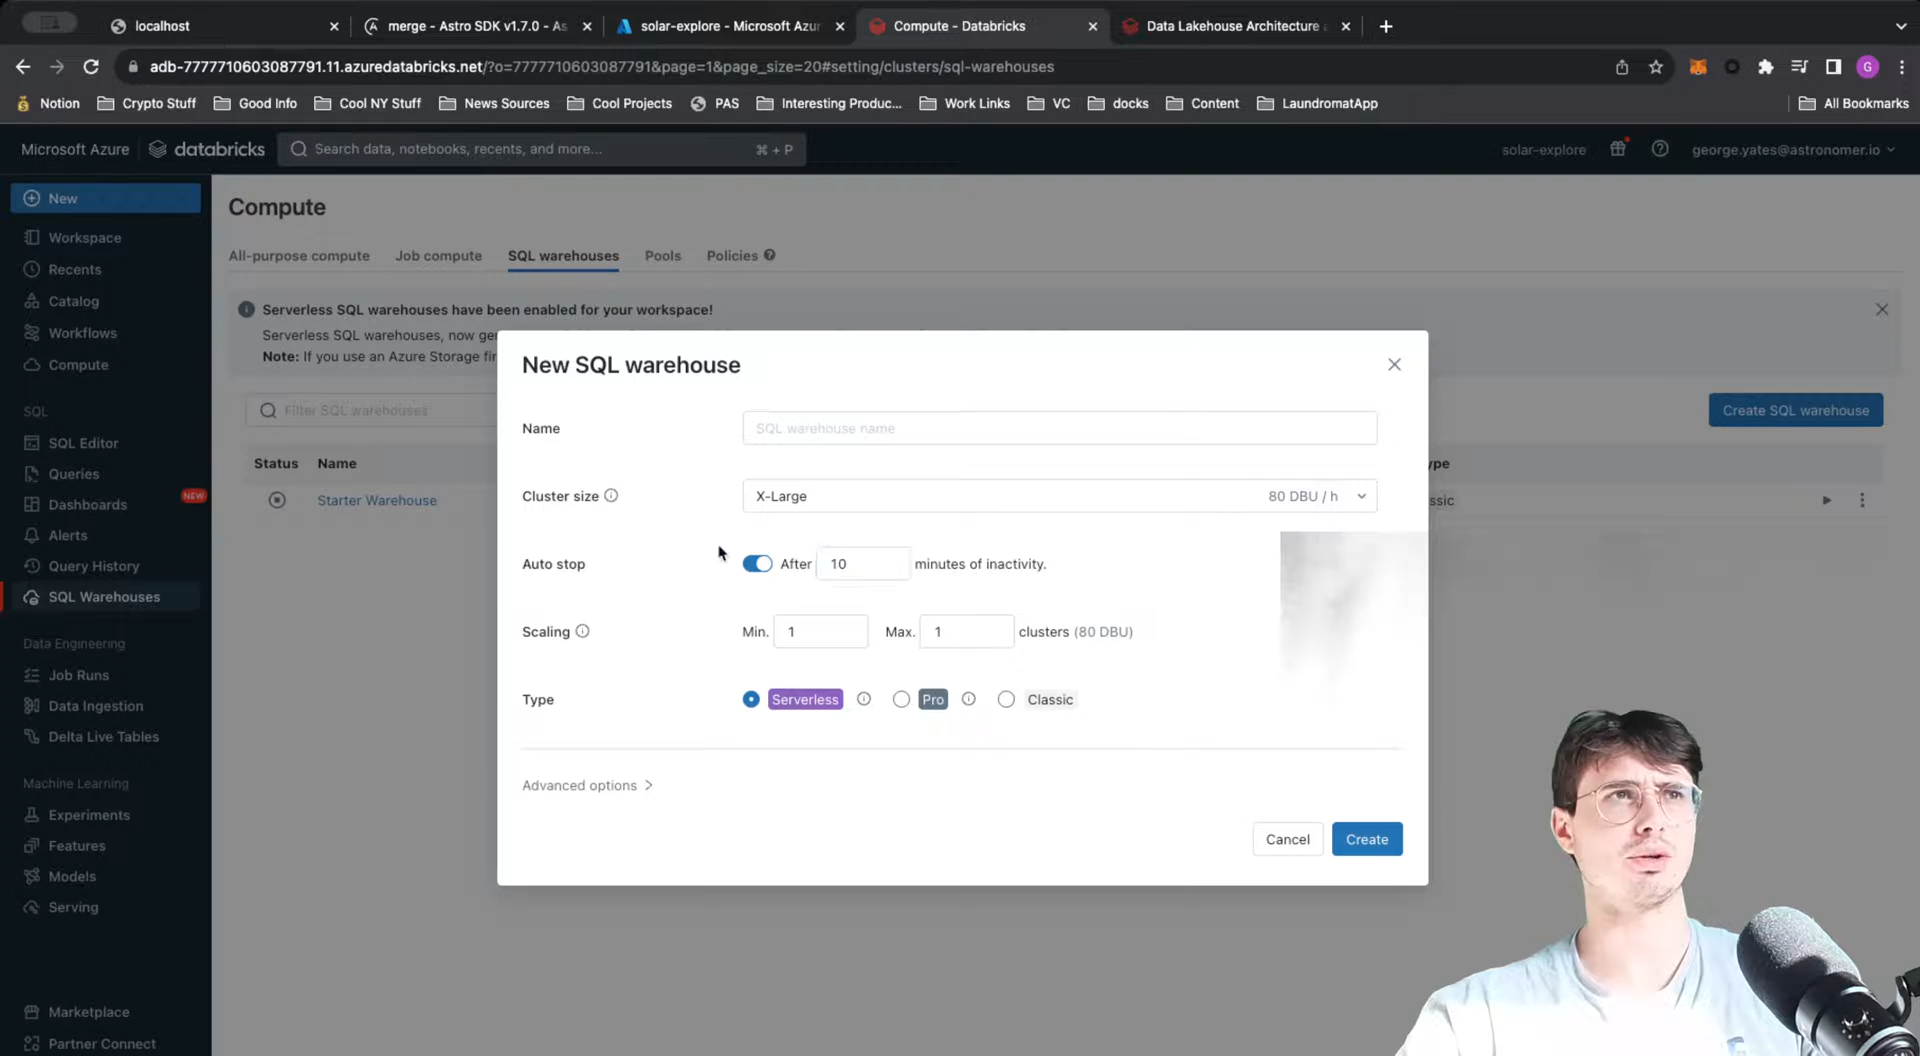 localhost
merge - Astro SDK v1.7.0 - As
solar-explore - Microsoft Azur
Compute - Databricks
Data Lakehouse Architecture
adb-7777710603087791.11.azuredatabricks.net/?o=7777710603087791&page=1&page_size=20#setting/clusters/sql-warehouses
G
Notion
Crypto Stuff
Good Info
Cool NY Stuff
News Sources
Cool Projects
PAS
Interesting Produc...
Work Links
VC
docks
Content
LaundromatApp
All Bookmarks
Microsoft Azure
databricks
Search data, notebooks, recents, and more...
⌘ + P
solar-explore
george.yates@astronomer.io
New
Workspace
Recents
Catalog
Workflows
Compute
SQL
SQL Editor
Queries
Dashboards
NEW
Alerts
Query History
SQL Warehouses
Data Engineering
Job Runs
Data Ingestion
Delta Live Tables
Machine Learning
Experiments
Features
Models
Serving
Marketplace
Partner Connect
Compute
All-purpose compute
Job compute
SQL warehouses
Pools
Policies
Serverless SQL warehouses have been enabled for your workspace!
Serverless SQL warehouses, now gen
Note: If you use an Azure Storage fir
Filter SQL warehouses
Create SQL warehouse
Status
Name
ype
Starter Warehouse
ssic
New SQL warehouse
Name
SQL warehouse name
Cluster size
X-Large
80 DBU / h
Auto stop
After 10 minutes of inactivity.
Scaling
Min. 1 Max. 1 clusters (80 DBU)
Type
Serverless
Pro
Classic
Advanced options
Cancel
Create